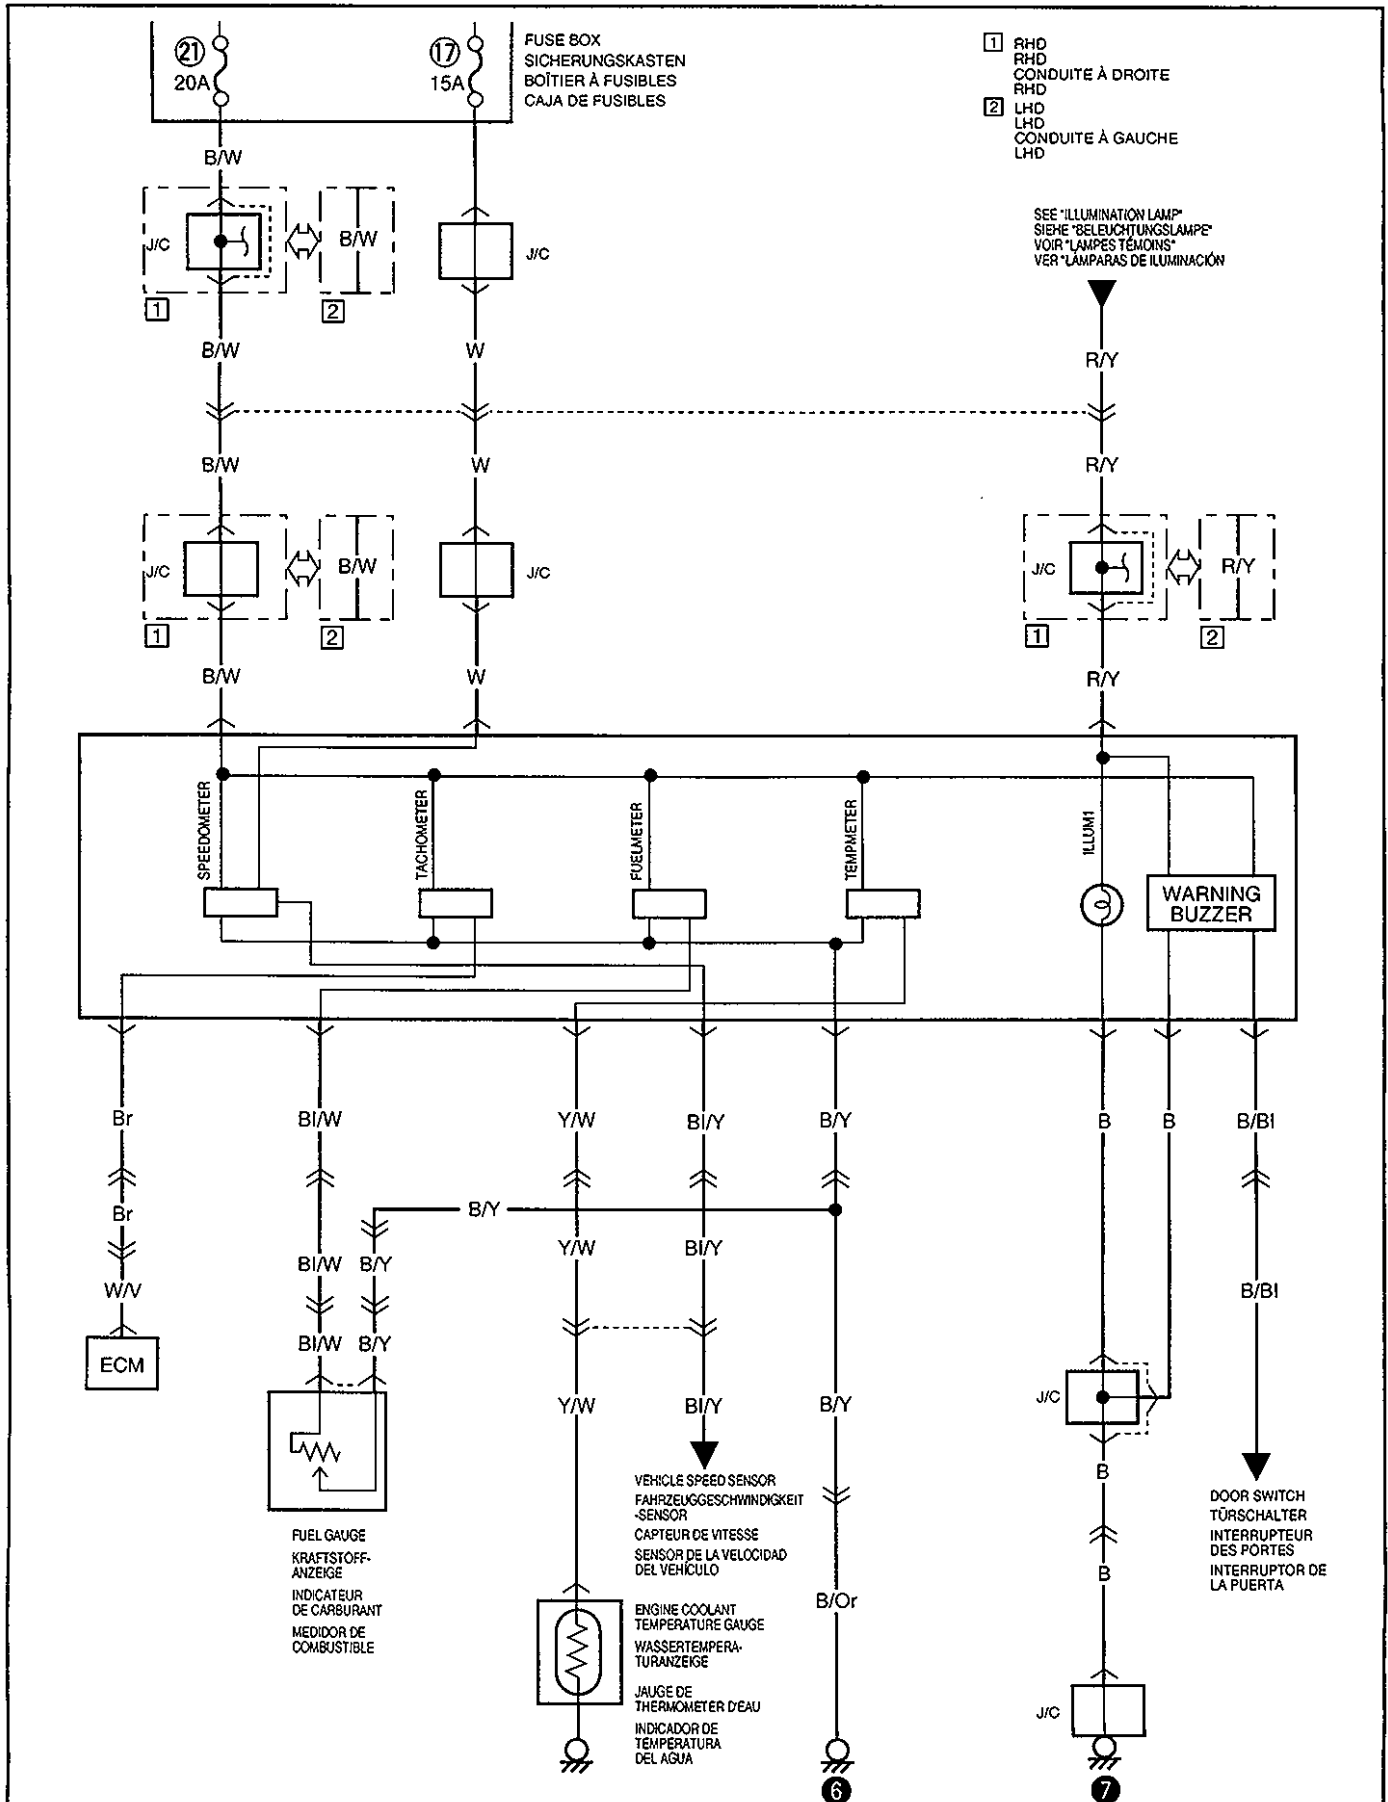 21
20A
17
15A
FUSE BOX
SICHERUNGSKASTEN
BOÎTIER À FUSIBLES
CAJA DE FUSIBLES
1 RHD
RHD
CONDUITE À DROITE
RHD
2 LHD
LHD
CONDUITE À GAUCHE
LHD
SEE "ILLUMINATION LAMP"
SIEHE "BELEUCHTUNGSLAMPE"
VOIR "LAMPES TÉMOINS"
VER "LÁMPARAS DE ILUMINACIÓN
B/W
J/C
B/W
J/C
1
2
B/W
W
R/Y
B/W
W
R/Y
J/C
B/W
J/C
J/C
R/Y
1
2
1
2
B/W
W
R/Y
SPEEDOMETER
TACHOMETER
FUELMETER
TEMPMETER
ILLUM1
WARNING
BUZZER
Br
Bl/W
Y/W
Bl/Y
B/Y
B
B
B/Bl
Br
B/Y
Bl/W
B/Y
Y/W
Bl/Y
W/V
B/Bl
ECM
Bl/W
B/Y
Y/W
Bl/Y
B/Y
J/C
B
VEHICLE SPEED SENSOR
FAHRZEUGGESCHWINDIGKEIT
-SENSOR
CAPTEUR DE VITESSE
SENSOR DE LA VELOCIDAD
DEL VEHÍCULO
DOOR SWITCH
TÜRSCHALTER
INTERRUPTEUR
DES PORTES
INTERRUPTOR DE
LA PUERTA
FUEL GAUGE
KRAFTSTOFF-
ANZEIGE
INDICATEUR
DE CARBURANT
MEDIDOR DE
COMBUSTIBLE
B
B/Or
ENGINE COOLANT
TEMPERATURE GAUGE
WASSERTEMPERA-
TURANZEIGE
JAUGE DE
THERMOMETER D'EAU
INDICADOR DE
TEMPERATURA
DEL AGUA
J/C
6
7